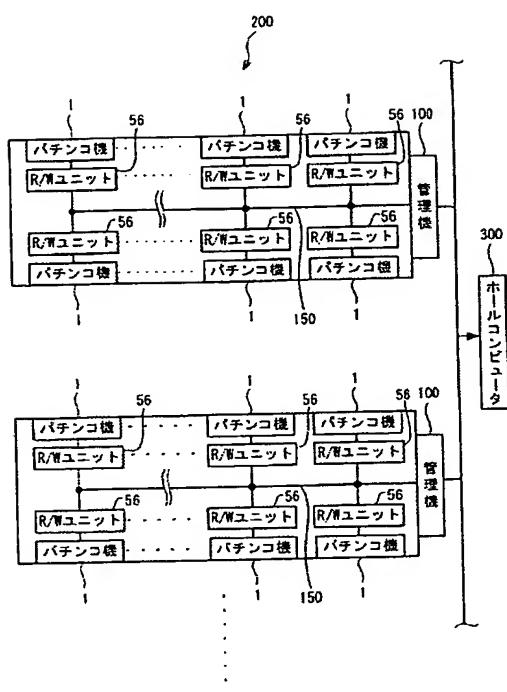 200
1 1 1 100
56 56 56
パチンコ機 パチンコ機 パチンコ機
R/Wユニット R/Wユニット R/Wユニット
管理機
56 56 56
R/Wユニット R/Wユニット R/Wユニット
パチンコ機 パチンコ機 パチンコ機
1 1 150 1
300
ホールコンピュータ
1 1 1 100
56 56 56
パチンコ機 パチンコ機 パチンコ機
R/Wユニット R/Wユニット R/Wユニット
管理機
56 56 56
R/Wユニット R/Wユニット R/Wユニット
パチンコ機 パチンコ機 パチンコ機
1 1 150 1